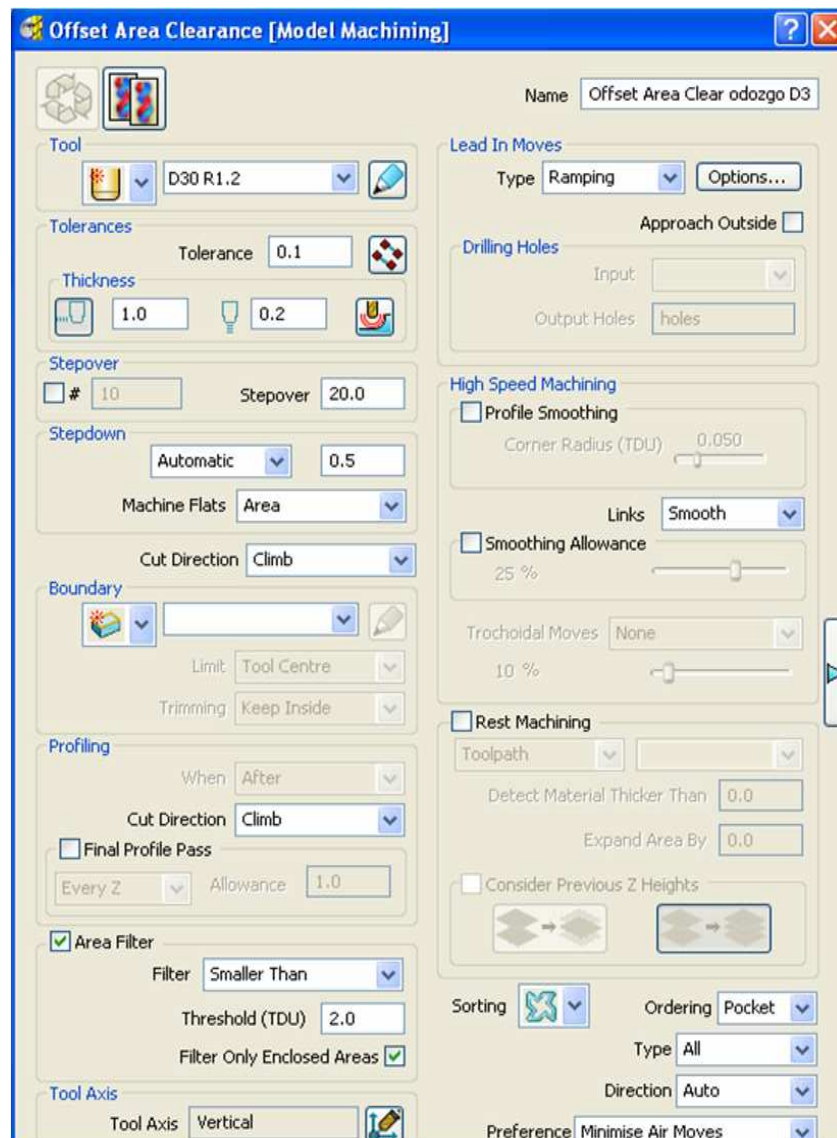 Offset Area Clearance [Model Machining]
Name Offset Area Clear odozgo D3
Tool
D30 R1.2
Tolerances
Tolerance 0.1
Thickness
1.0 0.2
Stepover
# 10 Stepover 20.0
Stepdown
Automatic 0.5
Machine Flats Area
Cut Direction Climb
Boundary
Limit Tool Centre
Trimming Keep Inside
Profiling
When After
Cut Direction Climb
Final Profile Pass
Every Z Allowance 1.0
Area Filter
Filter Smaller Than
Threshold (TDU) 2.0
Filter Only Enclosed Areas
Tool Axis
Tool Axis Vertical
Lead In Moves
Type Ramping Options...
Approach Outside
Drilling Holes
Input
Output Holes holes
High Speed Machining
Profile Smoothing
Corner Radius (TDU) 0.050
Links Smooth
Smoothing Allowance
25 %
Trochoidal Moves None
10 %
Rest Machining
Toolpath
Detect Material Thicker Than 0.0
Expand Area By 0.0
Consider Previous Z Heights
Sorting Ordering Pocket
Type All
Direction Auto
Preference Minimise Air Moves